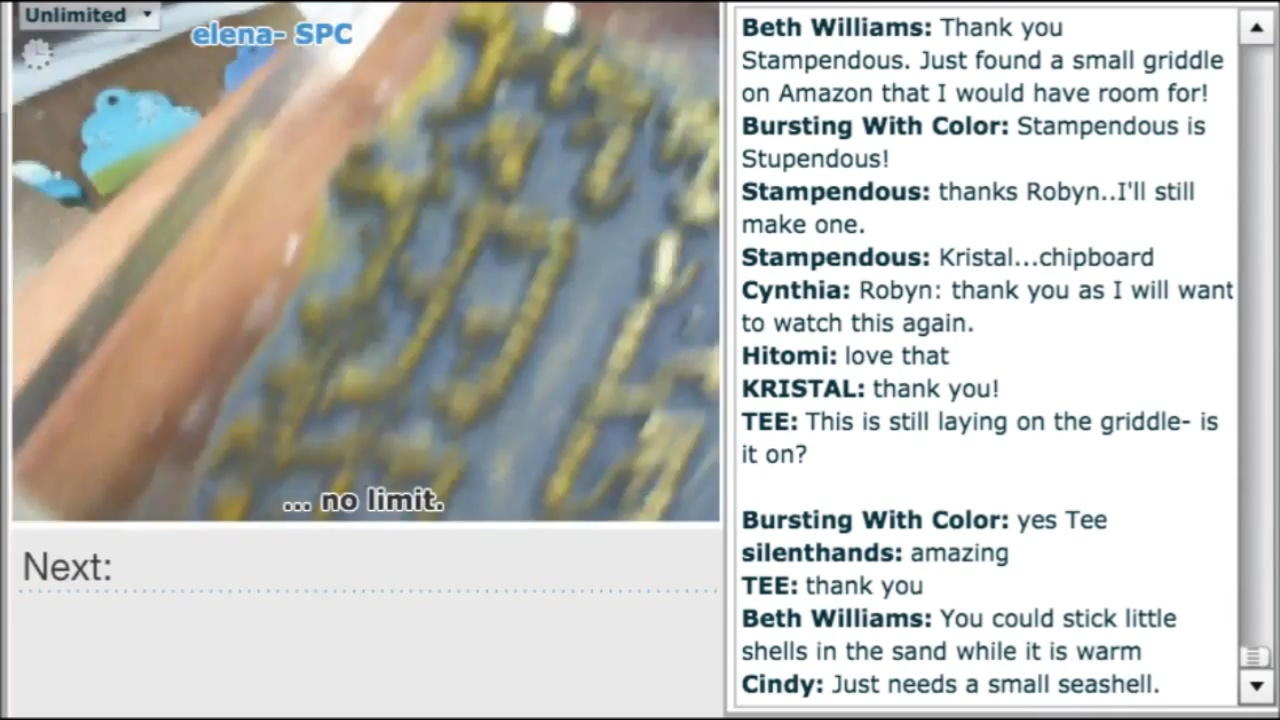 Unlimited
elena- SPC
... no limit.
Next:
Beth Williams: Thank you
Stampendous. Just found a small griddle
on Amazon that I would have room for!
Bursting With Color: Stampendous is
Stupendous!
Stampendous: thanks Robyn..I'll still
make one.
Stampendous: Kristal...chipboard
Cynthia: Robyn: thank you as I will want
to watch this again.
Hitomi: love that
KRISTAL: thank you!
TEE: This is still laying on the griddle- is
it on?
Bursting With Color: yes Tee
silenthands: amazing
TEE: thank you
Beth Williams: You could stick little
shells in the sand while it is warm
Cindy: Just needs a small seashell.